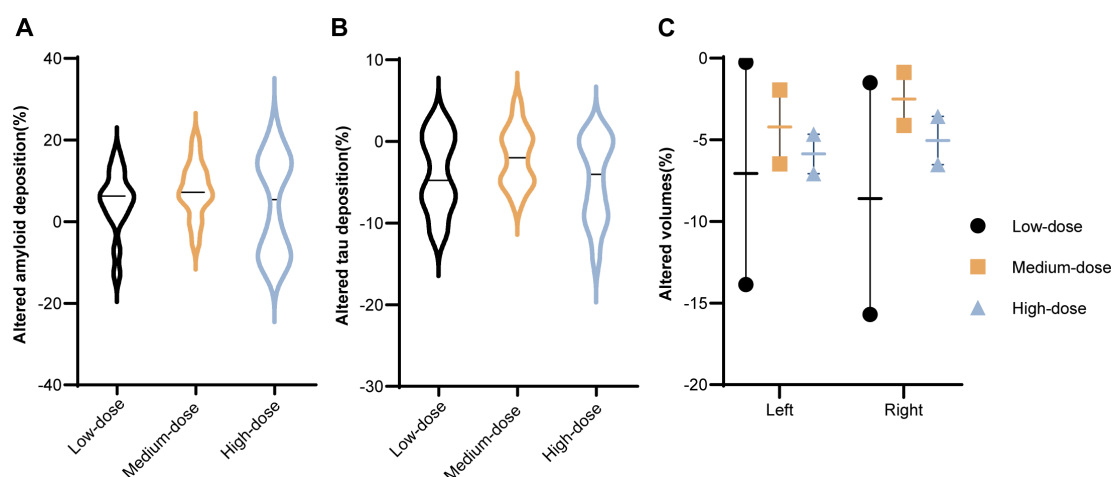 A
Altered amyloid deposition(%)
40
20
0
-20
-40
Low-dose
Medium-dose
High-dose
B
Altered tau deposition(%)
10
0
-10
-20
-30
Low-dose
Medium-dose
High-dose
C
Altered volumes(%)
0
-5
-10
-15
-20
Left
Right
Low-dose
Medium-dose
High-dose